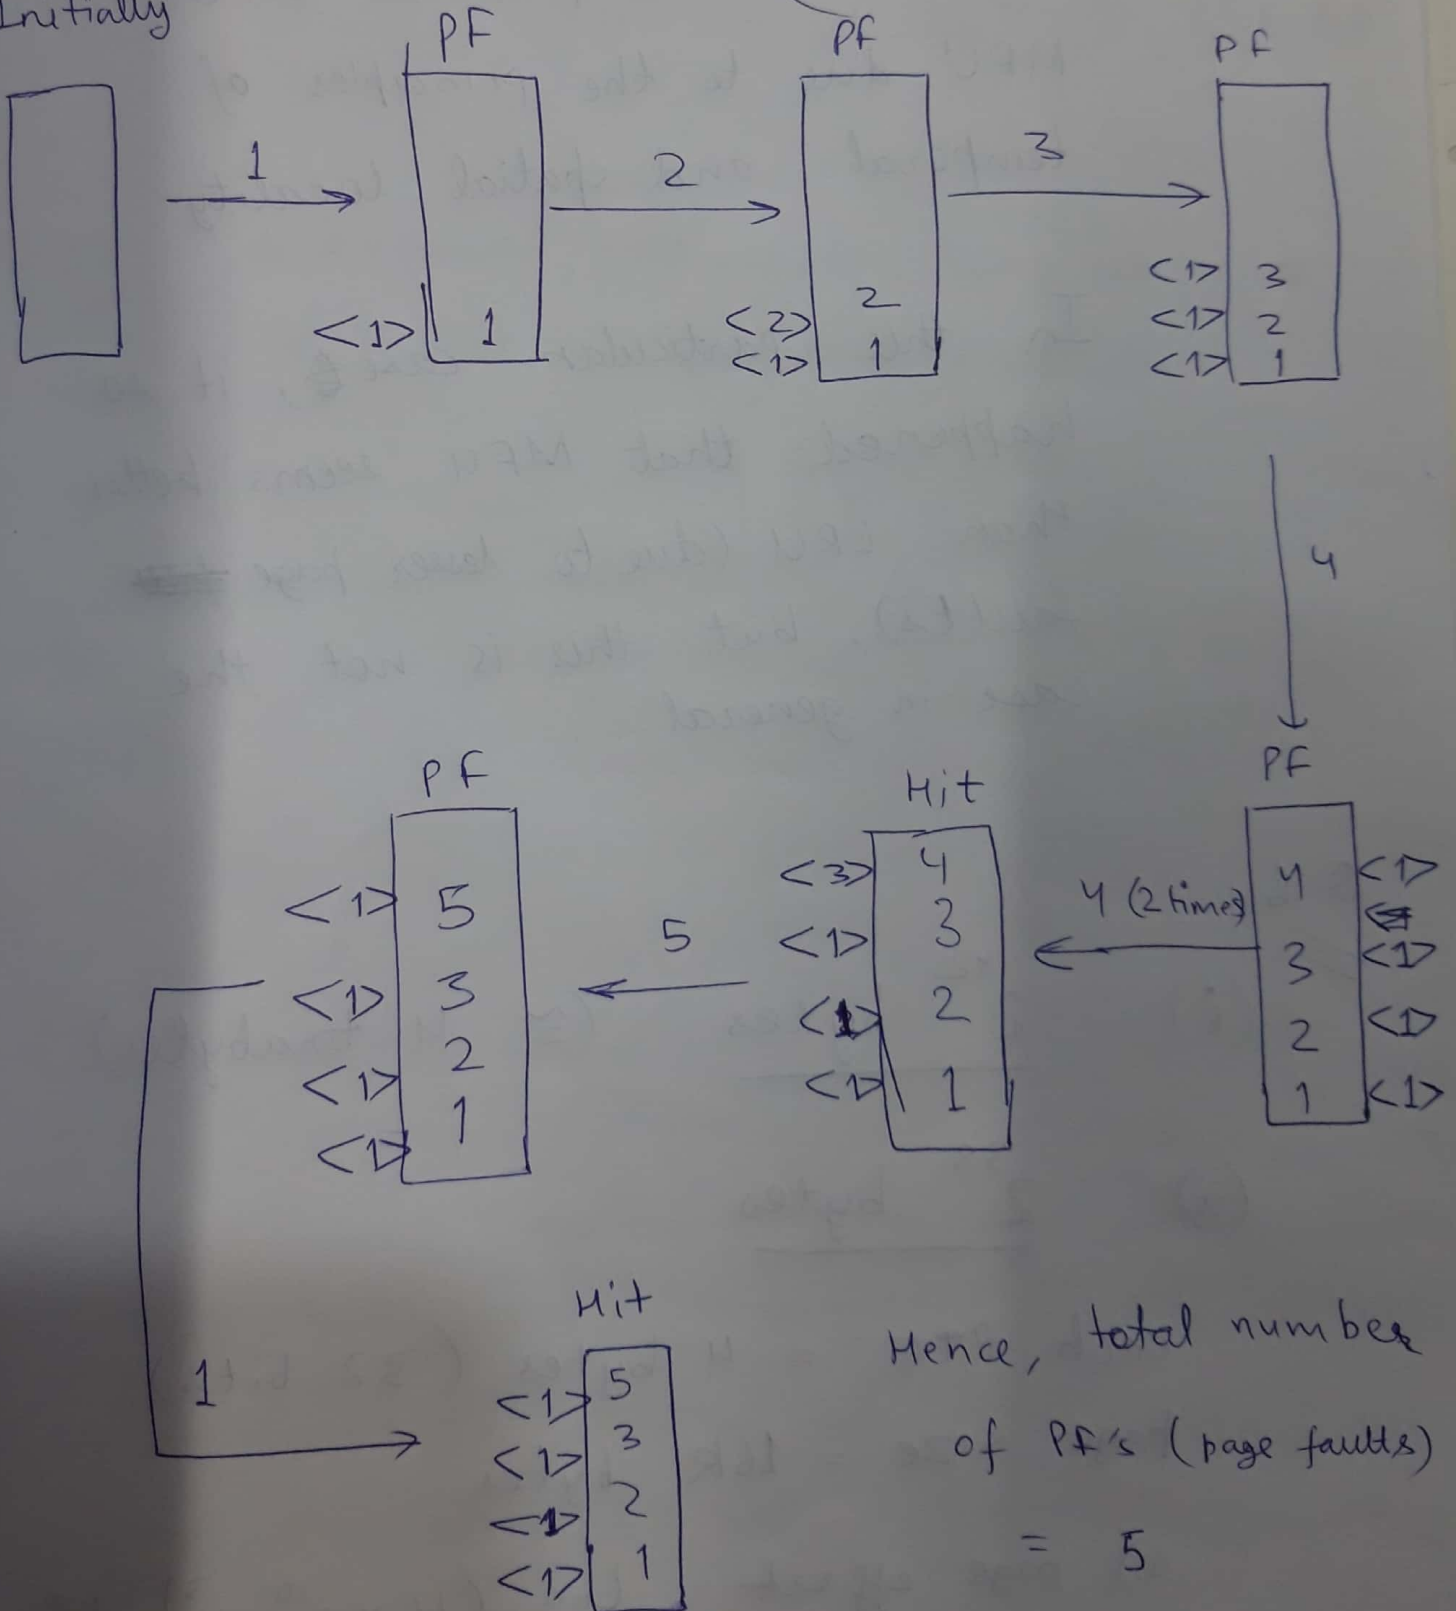 Initially
PF
PF
PF
1
2
3
<1> 1
<2> 2
<1> 1
<1> 3
<1> 2
<1> 1
4
PF
4 <1>
3 <1>
2 <1>
1 <1>
4 (2 times)
Hit
<3> 4
<1> 3
<1> 2
<1> 1
5
PF
<1> 5
<1> 3
<1> 2
<1> 1
1
Hit
<1> 5
<1> 3
<1> 2
<1> 1
Hence, total number
of PF's (page faults)
= 5